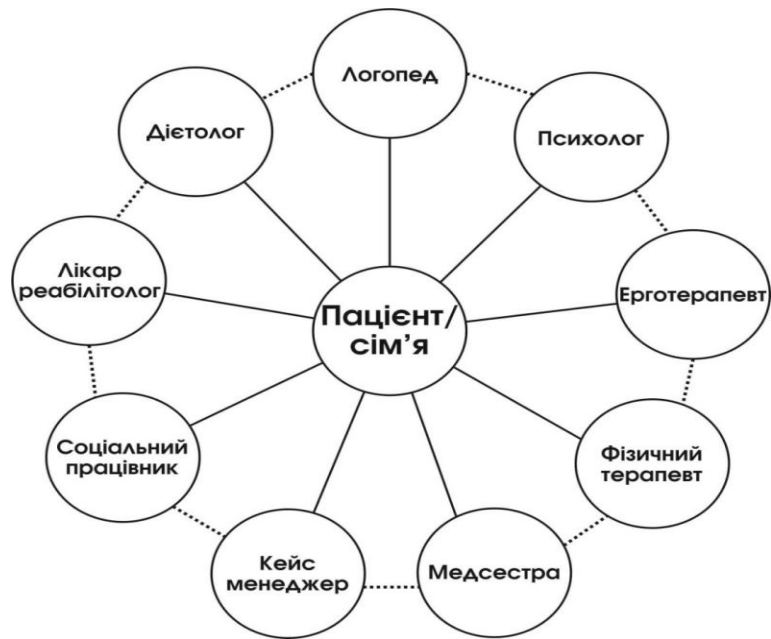 Логопед
Дієтолог
Психолог
Лікар
реабілітолог
Ерготерапевт
Пацієнт/
сім’я
Соціальний
працівник
Фізичний
терапевт
Кейс
менеджер
Медсестра